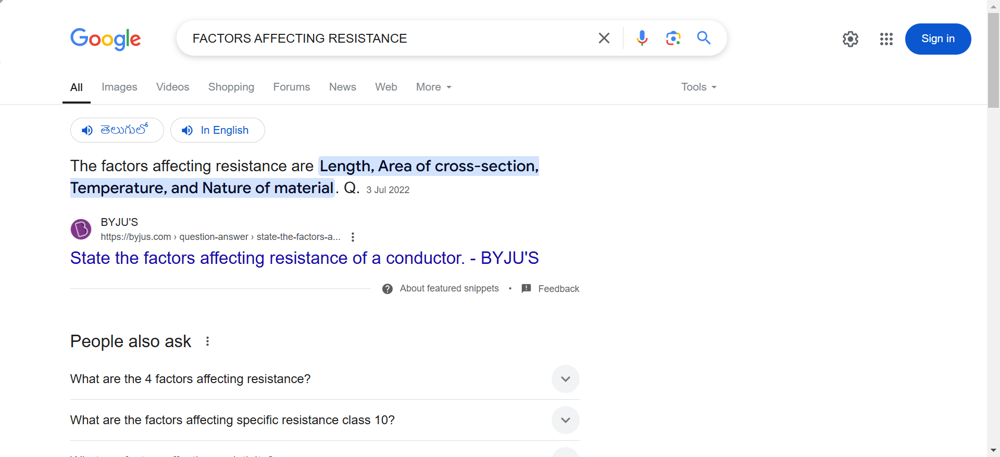 Google
FACTORS AFFECTING RESISTANCE
Sign in
All Images Videos Shopping Forums News Web More Tools
తెలుగులో In English
The factors affecting resistance are Length, Area of cross-section,
Temperature, and Nature of material. Q. 3 Jul 2022
BYJU'S
https://byjus.com › question-answer › state-the-factors-a...
State the factors affecting resistance of a conductor. - BYJU'S
About featured snippets • Feedback
People also ask
What are the 4 factors affecting resistance?
What are the factors affecting specific resistance class 10?